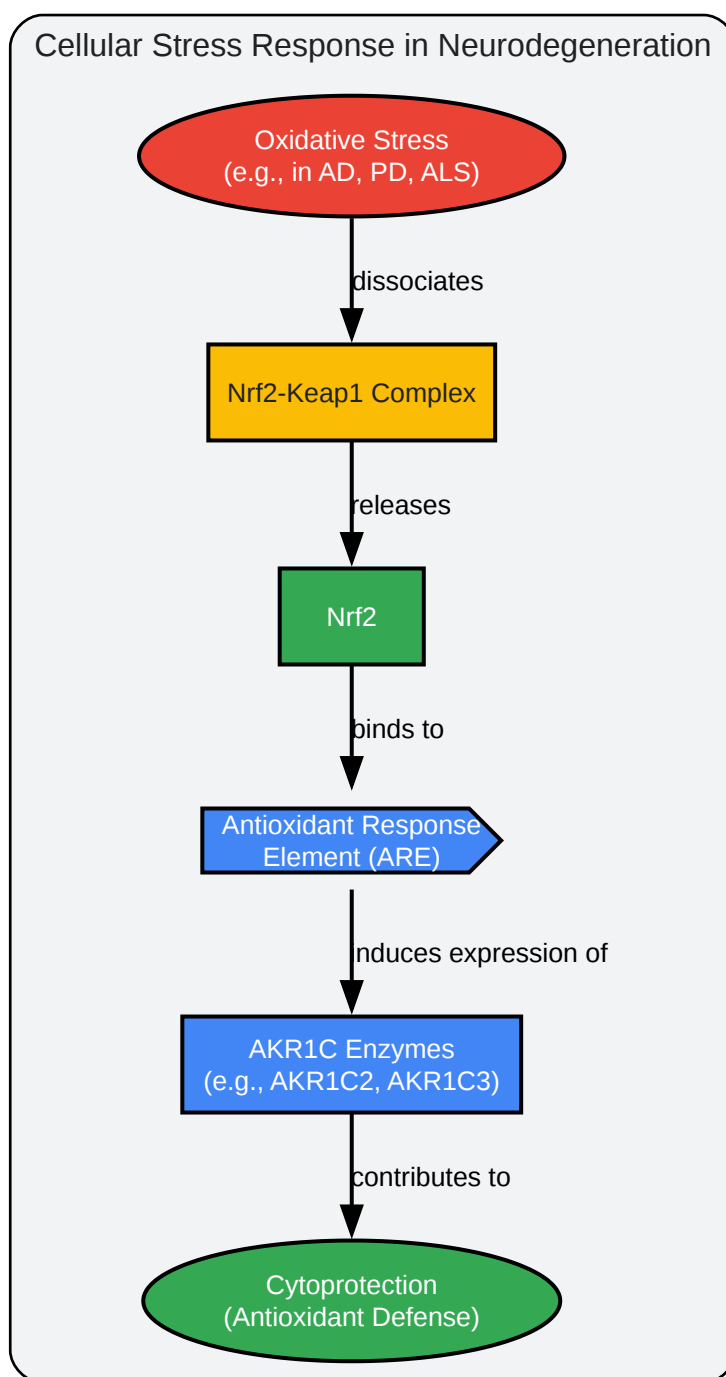 Cellular Stress Response in Neurodegeneration
Oxidative Stress
(e.g., in AD, PD, ALS)
dissociates
Nrf2-Keap1 Complex
releases
Nrf2
binds to
Antioxidant Response
Element (ARE)
induces expression of
AKR1C Enzymes
(e.g., AKR1C2, AKR1C3)
contributes to
Cytoprotection
(Antioxidant Defense)